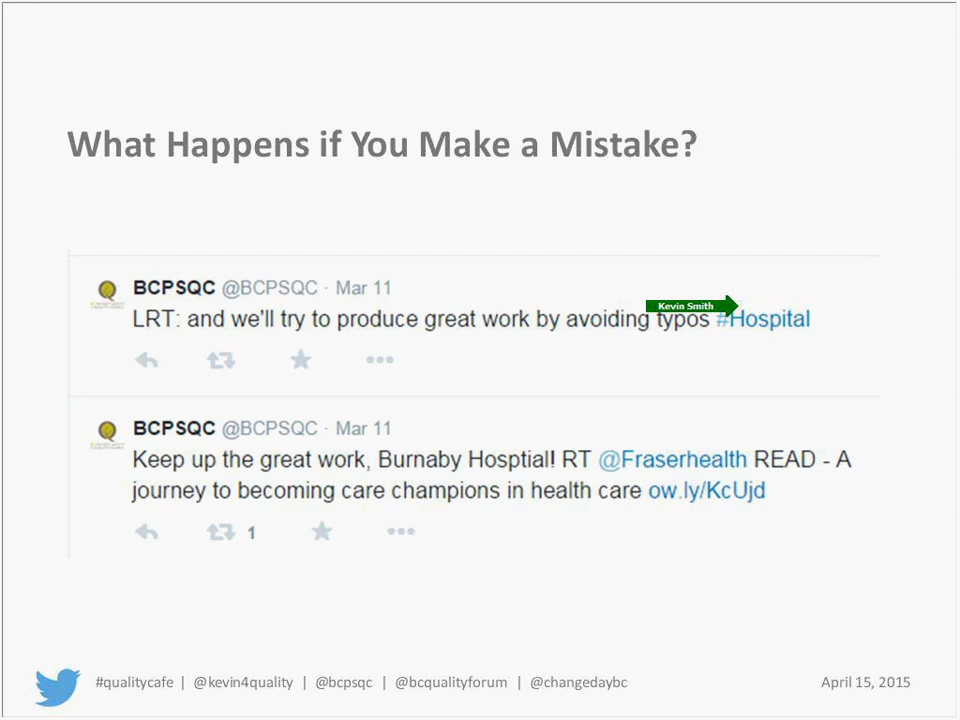 What Happens if You Make a Mistake?
BCPSQC @BCPSQC · Mar 11
Kevin Smith
LRT: and we'll try to produce great work by avoiding typos #Hospital
BCPSQC @BCPSQC · Mar 11
Keep up the great work, Burnaby Hosptial! RT @Fraserhealth READ - A
journey to becoming care champions in health care ow.ly/KcUjd
1
#qualitycafe | @kevin4quality | @bcpsqc | @bcqualityforum | @changedaybc April 15, 2015